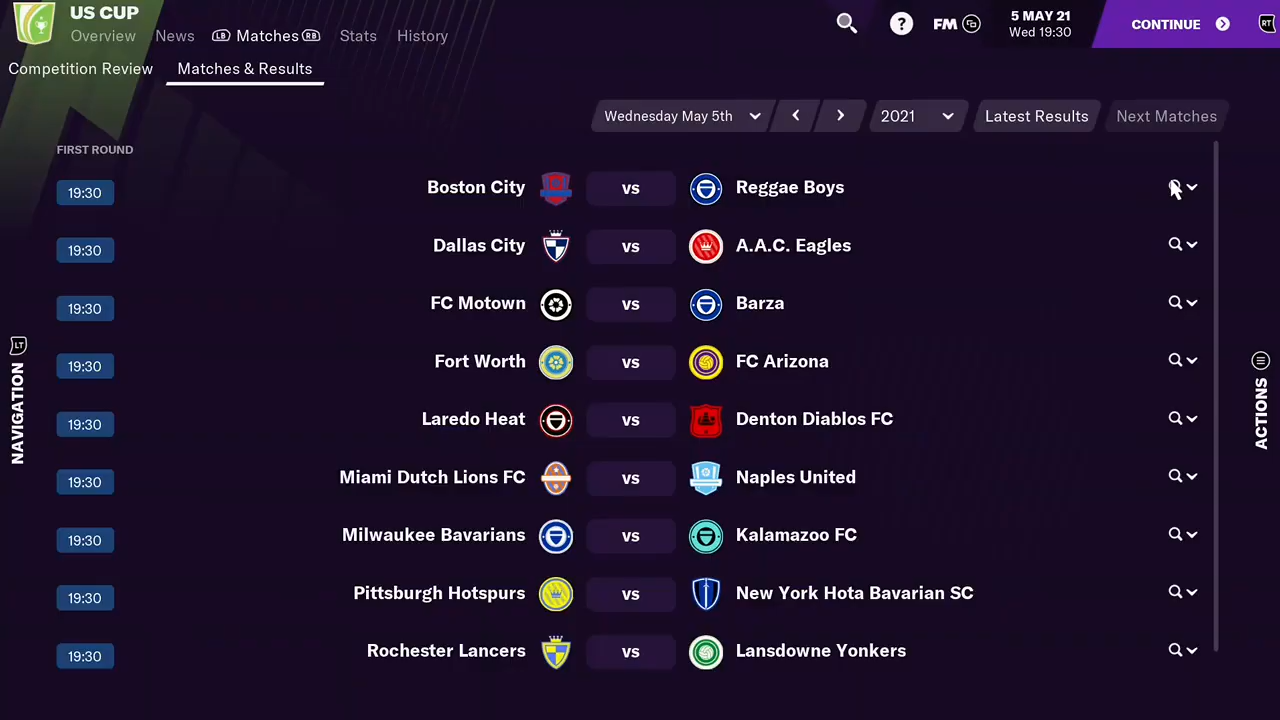 US CUP
Overview News LB Matches RB Stats History
FM
5 MAY 21
Wed 19:30
CONTINUE RT
Competition Review Matches & Results
Wednesday May 5th 2021 Latest Results Next Matches
FIRST ROUND
19:30 Boston City vs Reggae Boys
19:30 Dallas City vs A.A.C. Eagles
19:30 FC Motown vs Barza
19:30 Fort Worth vs FC Arizona
19:30 Laredo Heat vs Denton Diablos FC
19:30 Miami Dutch Lions FC vs Naples United
19:30 Milwaukee Bavarians vs Kalamazoo FC
19:30 Pittsburgh Hotspurs vs New York Hota Bavarian SC
19:30 Rochester Lancers vs Lansdowne Yonkers
LT NAVIGATION
ACTIONS